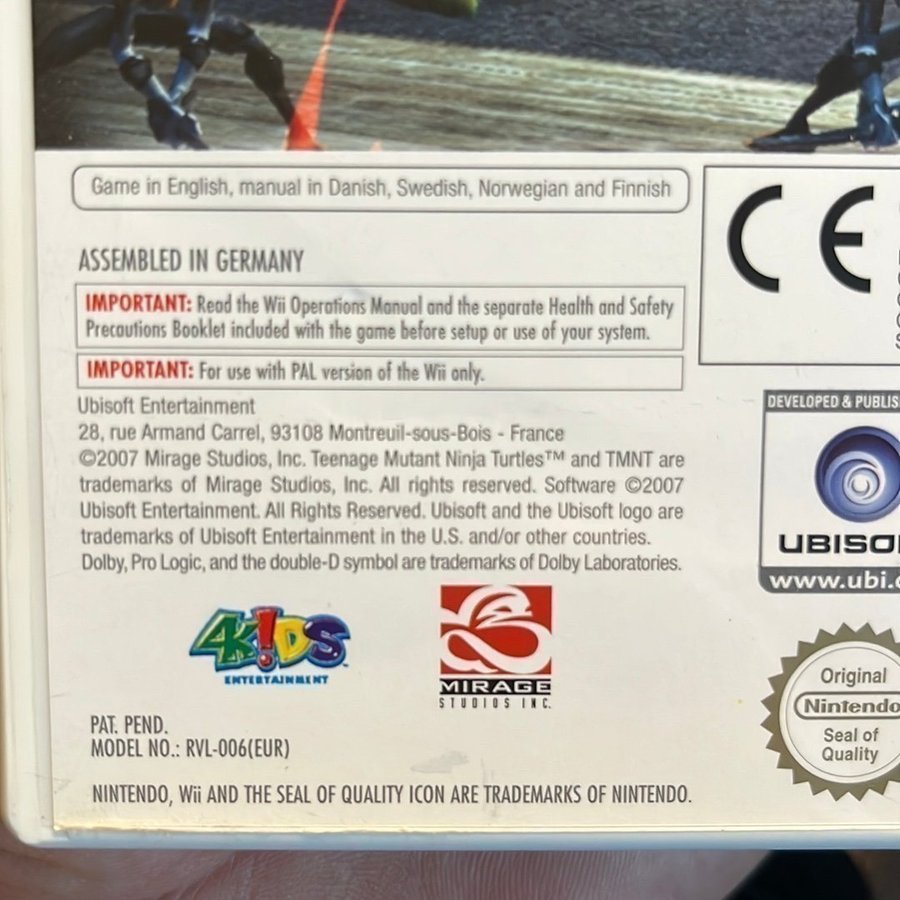 Game in English, manual in Danish, Swedish, Norwegian and Finnish
ASSEMBLED IN GERMANY
IMPORTANT: Read the Wii Operations Manual and the separate Health and Safety
Precautions Booklet included with the game before setup or use of your system.
IMPORTANT: For use with PAL version of the Wii only.
Ubisoft Entertainment
28, rue Armand Carrel, 93108 Montreuil-sous-Bois - France
©2007 Mirage Studios, Inc. Teenage Mutant Ninja Turtles™ and TMNT are
trademarks of Mirage Studios, Inc. All rights reserved. Software ©2007
Ubisoft Entertainment. All Rights Reserved. Ubisoft and the Ubisoft logo are
trademarks of Ubisoft Entertainment in the U.S. and/or other countries.
Dolby, Pro Logic, and the double-D symbol are trademarks of Dolby Laboratories.
4K!DS™
ENTERTAINMENT
MIRAGE
STUDIOS INC.
PAT. PEND.
MODEL NO.: RVL-006(EUR)
NINTENDO, Wii AND THE SEAL OF QUALITY ICON ARE TRADEMARKS OF NINTENDO.
CE
DEVELOPED & PUBLIS
UBISO
www.ubi.
Original
Nintendo
Seal of
Quality